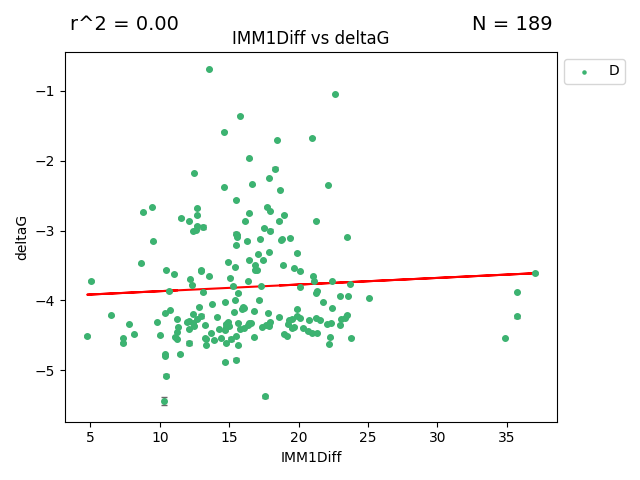 r^2 = 0.00
N = 189
IMM1Diff vs deltaG
D
−1
−2
−3
−4
−5
deltaG
5
10
15
20
25
30
35
IMM1Diff